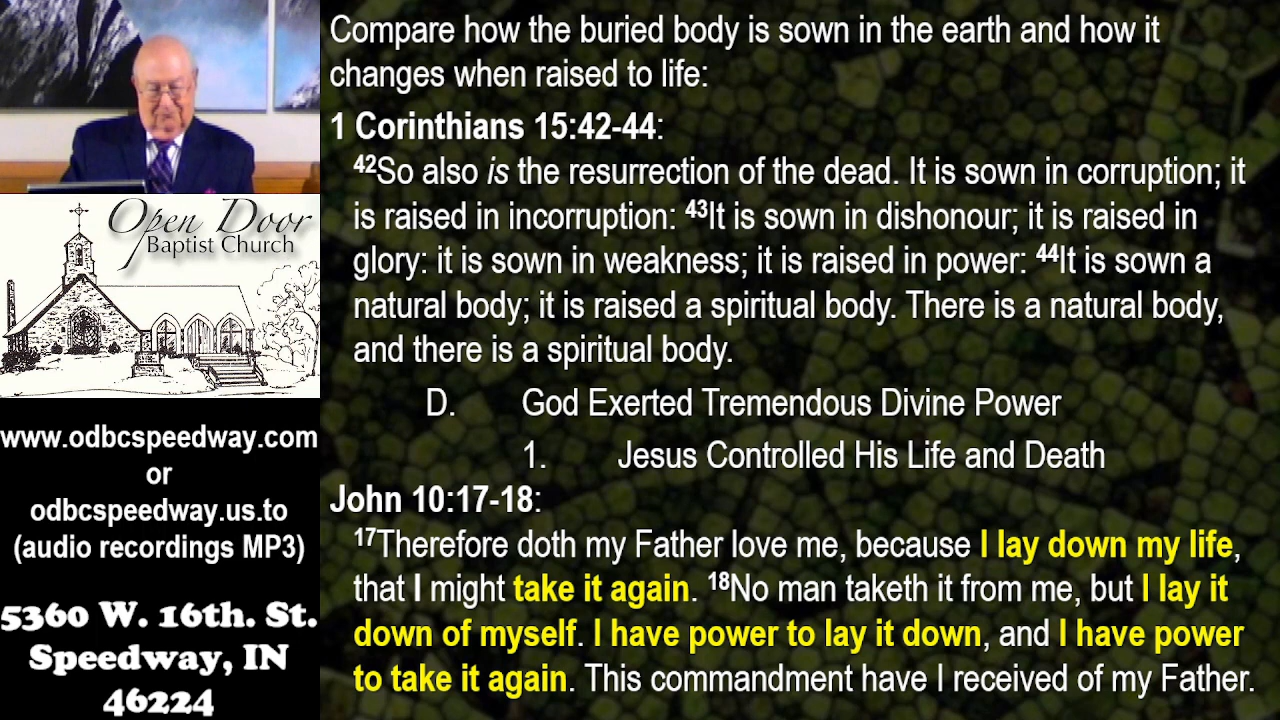 Compare how the buried body is sown in the earth and how it
changes when raised to life:
1 Corinthians 15:42-44:
42So also is the resurrection of the dead. It is sown in corruption; it
is raised in incorruption: 43It is sown in dishonour; it is raised in
glory: it is sown in weakness; it is raised in power: 44It is sown a
natural body; it is raised a spiritual body. There is a natural body,
and there is a spiritual body.
D. God Exerted Tremendous Divine Power
1. Jesus Controlled His Life and Death
John 10:17-18:
17Therefore doth my Father love me, because I lay down my life,
that I might take it again. 18No man taketh it from me, but I lay it
down of myself. I have power to lay it down, and I have power
to take it again. This commandment have I received of my Father.
Open Door
Baptist Church
www.odbcspeedway.com
or
odbcspeedway.us.to
(audio recordings MP3)
5360 W. 16th. St.
Speedway, IN
46224